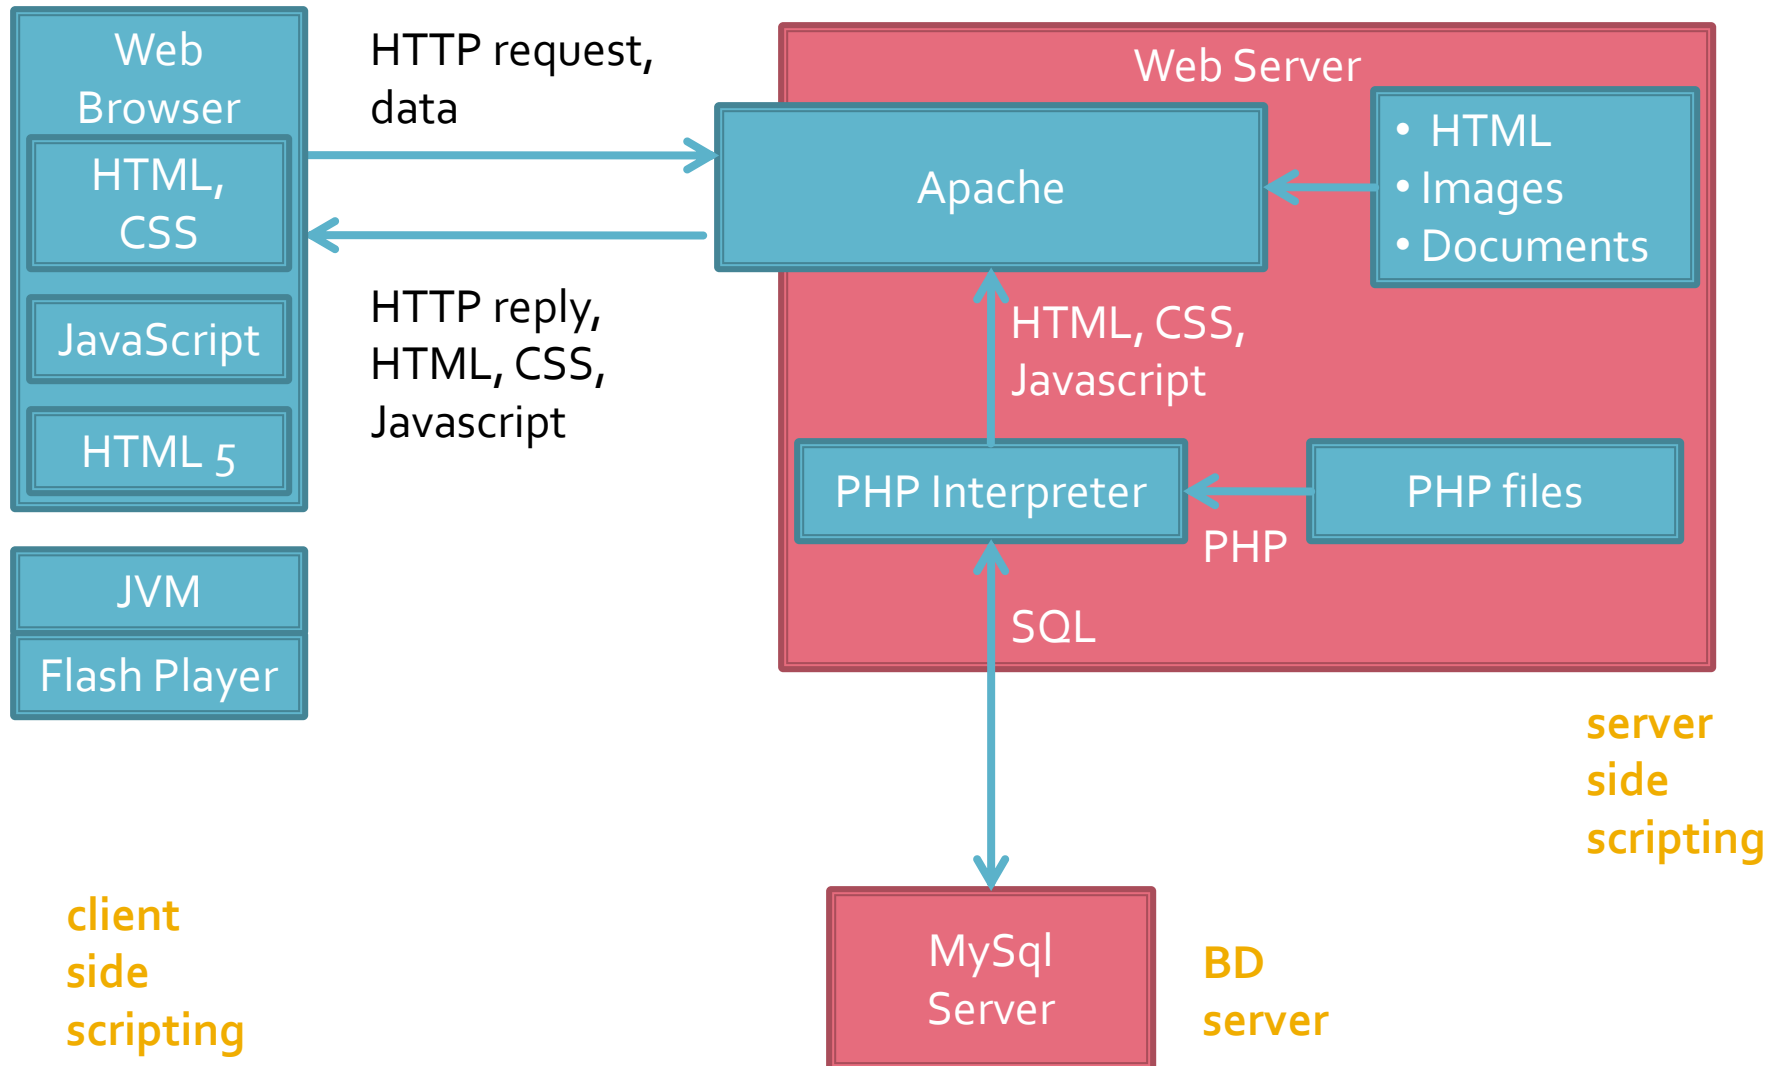 Web
Browser
HTML,
CSS
JavaScript
HTML 5
JVM
Flash Player
HTTP request,
data
HTTP reply,
HTML, CSS,
Javascript
Web Server
Apache
• HTML
• Images
• Documents
HTML, CSS,
Javascript
PHP Interpreter
PHP files
PHP
SQL
server
side
scripting
client
side
scripting
MySql
Server
BD
server